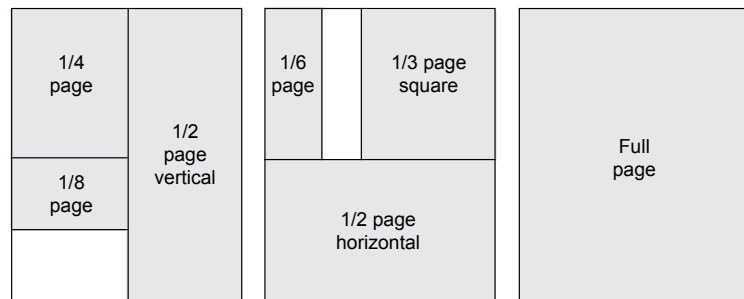 1/4
page
1/2
page
vertical
1/8
page
1/6
page
1/3 page
square
1/2 page
horizontal
Full
page